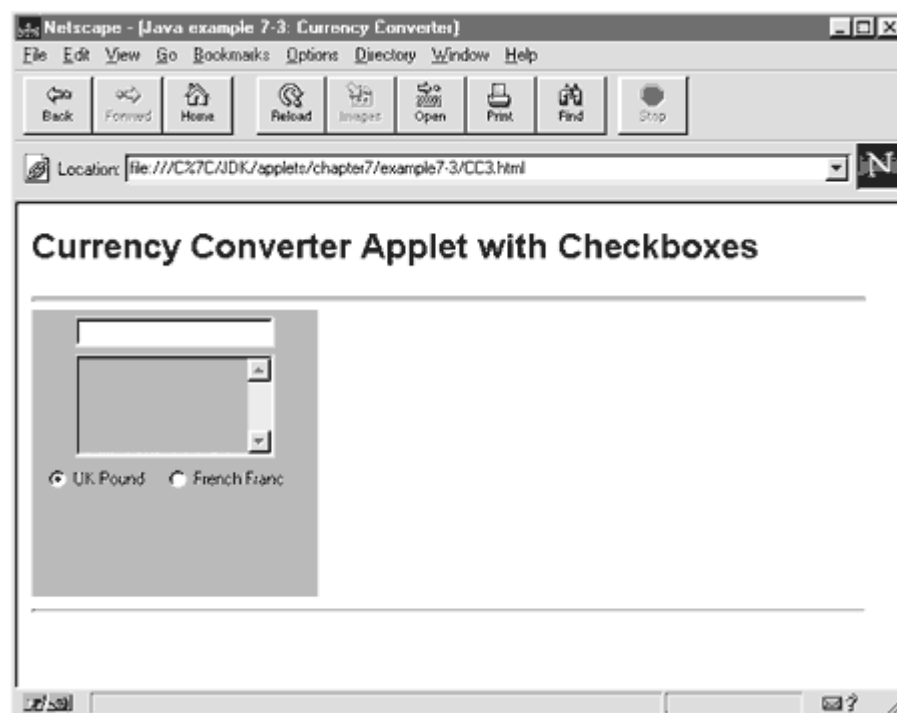 Netscape - [Java example 7-3: Currency Converter]
File Edit View Go Bookmarks Options Directory Window Help
Back Forward Home Reload Images Open Print Find Stop
Location: file:///C%7C/JDK/applets/chapter7/example7-3/CC3.html
N
Currency Converter Applet with Checkboxes
UK Pound French Franc
?